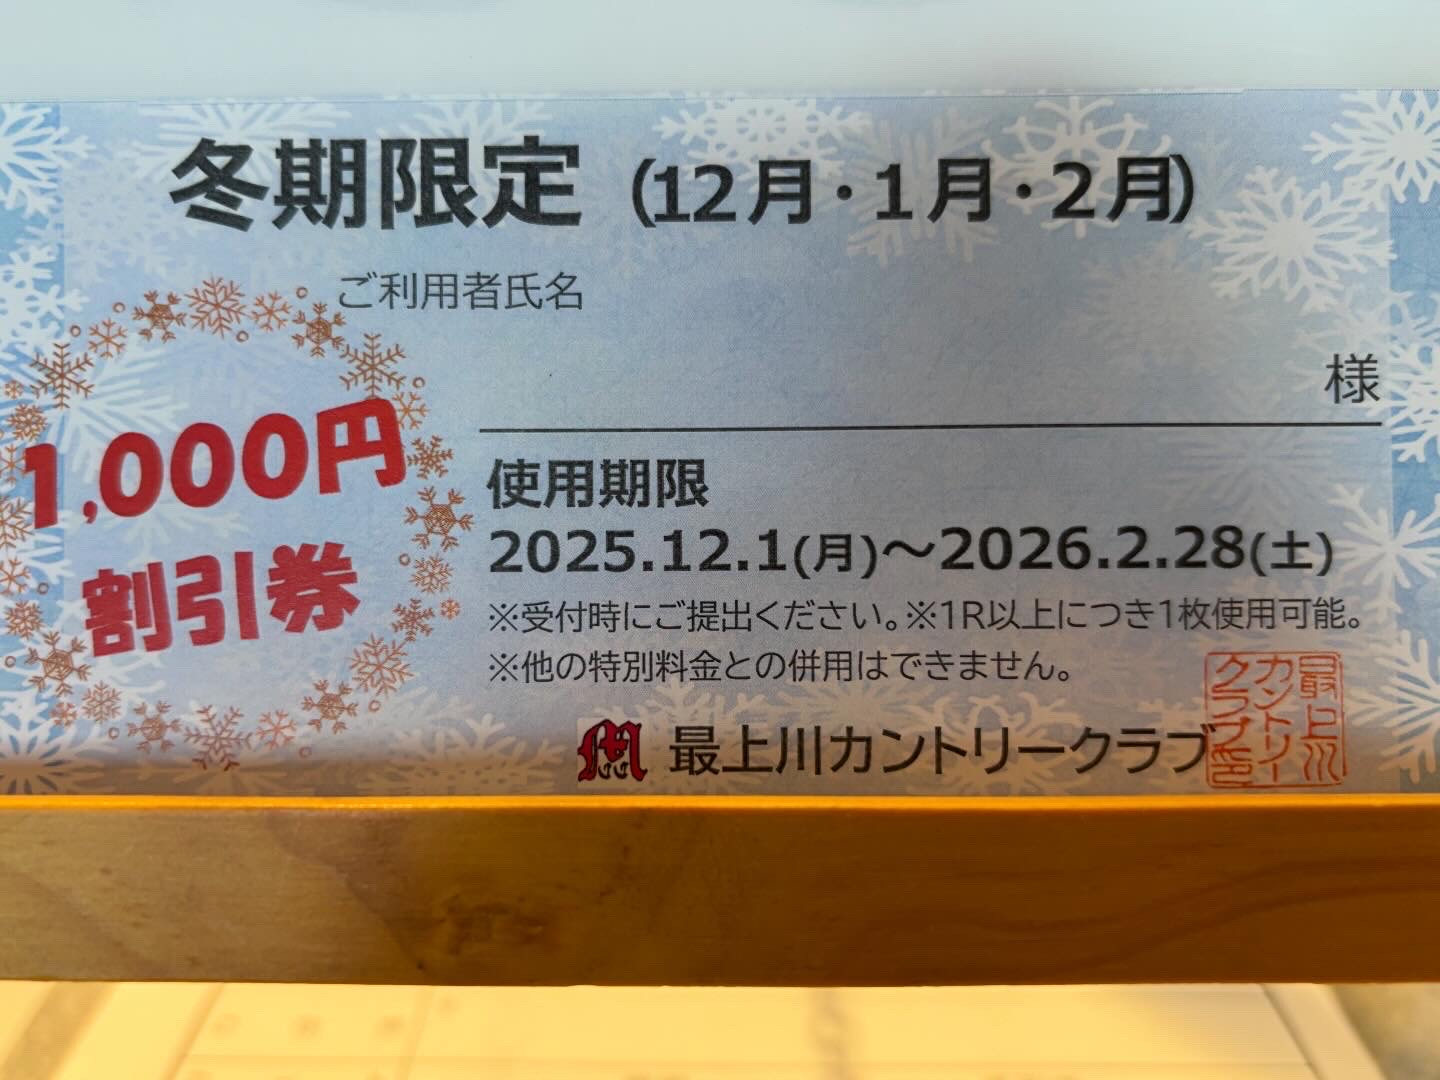 冬期限定(12月・1月・2月)
ご利用者氏名
様
1,000円
割引券
使用期限
2025.12.1(月)～2026.2.28(土)
※受付時にご提出ください。※1R以上につき1枚使用可能。
※他の特別料金との併用はできません。
最上川カントリークラブ
最上川
カントリー
クラブ印